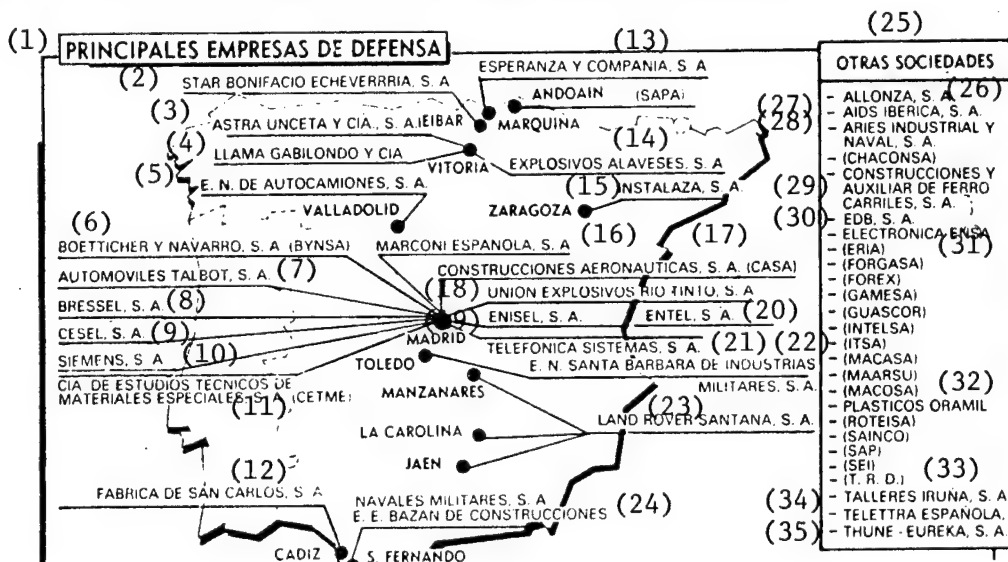 (1) PRINCIPALES EMPRESAS DE DEFENSA
(13)
(2) STAR BONIFACIO ECHEVERRRIA, S. A
ESPERANZA Y COMPANIA, S. A
ANDOAIN (SAPA)
(3) ASTRA UNCETA Y CIA., S. A.
EIBAR
MARQUINA
(14)
(4) LLAMA GABILONDO Y CIA
VITORIA
EXPLOSIVOS ALAVESES, S. A
(5) E. N. DE AUTOCAMIONES, S. A.
(15) INSTALAZA, S. A.
VALLADOLID
ZARAGOZA
(6)
BOETTICHER Y NAVARRO, S. A (BYNSA)
MARCONI ESPANOLA, S. A (16) (17)
AUTOMOVILES TALBOT, S. A. (7)
CONSTRUCCIONES AERONAUTICAS, S. A. (CASA)
(18)
BRESSEL, S. A. (8)
UNION EXPLOSIVOS RIO TINTO, S. A
CESEL, S. A. (9)
ENISEL, S. A.
ENTEL, S. A. (20)
MADRID
SIEMENS, S. A (10)
TELEFONICA SISTEMAS, S. A. (21) (22)
TOLEDO
E. N. SANTA BARBARA DE INDUSTRIAS
MILITARES, S. A.
CIA DE ESTUDIOS TECNICOS DE
MATERIALES ESPECIALES, S. A (CETME)
(11)
MANZANARES
(23)
LAND ROVER SANTANA, S. A.
LA CAROLINA
JAEN
(12)
FABRICA DE SAN CARLOS, S. A
NAVALES MILITARES, S. A
E. E. BAZAN DE CONSTRUCCIONES (24)
CADIZ
S. FERNANDO
(25)
OTRAS SOCIEDADES
- ALLONZA, S. A. (26)
(27) - AIDS IBERICA, S. A.
(28) - ARIES INDUSTRIAL Y
NAVAL, S. A.
- (CHACONSA)
- CONSTRUCCIONES Y
(29) AUXILIAR DE FERRO
CARRILES, S. A.
(30) - EDB, S. A.
- ELECTRONICA ENSA
- (ERIA) (31)
- (FORGASA)
- (FOREX)
- (GAMESA)
- (GUASCOR)
- (INTELSA)
- (ITSA)
- (MACASA)
- (MAARSU)
- (MACOSA) (32)
- PLASTICOS ORAMIL
- (ROTEISA)
- (SAINCO)
- (SAP)
- (SEI)
- (T. R. D.) (33)
(34) - TALLERES IRUÑA, S. A
- TELETTRA ESPAÑOLA,
(35) - THUNE - EUREKA, S. A.